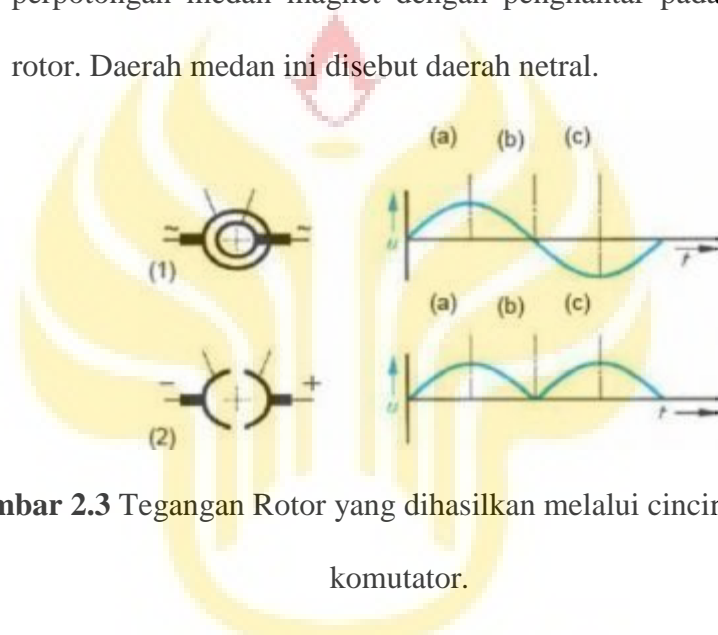 perpotongan medan magnet dengan penghantar pada
rotor. Daerah medan ini disebut daerah netral.
(a) (b) (c)
~ ~
(1)
u
t
(a) (b) (c)
- +
(2)
u
t
mbar 2.3 Tegangan Rotor yang dihasilkan melalui cincin
komutator.